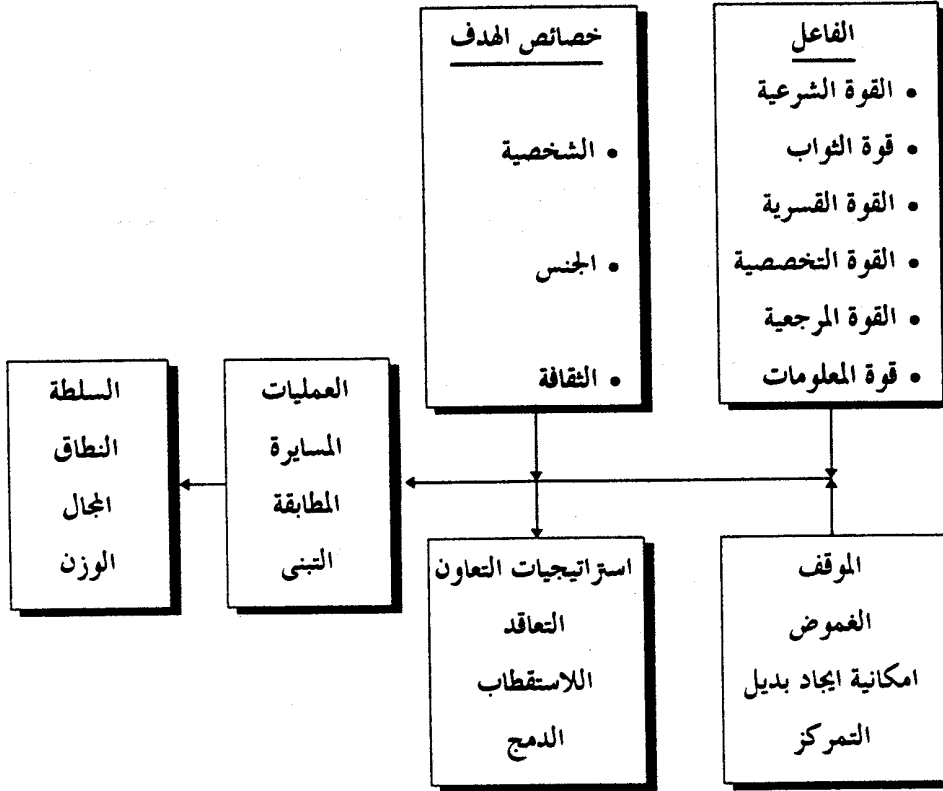 الفاعل
• القوة الشرعية
• قوة الثواب
• القوة القسرية
• القوة التخصصية
• القوة المرجعية
• قوة المعلومات
خصائص الهدف
• الشخصية
• الجنس
• الثقافة
العمليات
المسايرة
المطابقة
التبنى
السلطة
النطاق
المجال
الوزن
الموقف
الغموض
امكانية ايجاد بديل
التمركز
استراتيجيات التعاون
التعاقد
اللاستقطاب
الدمج